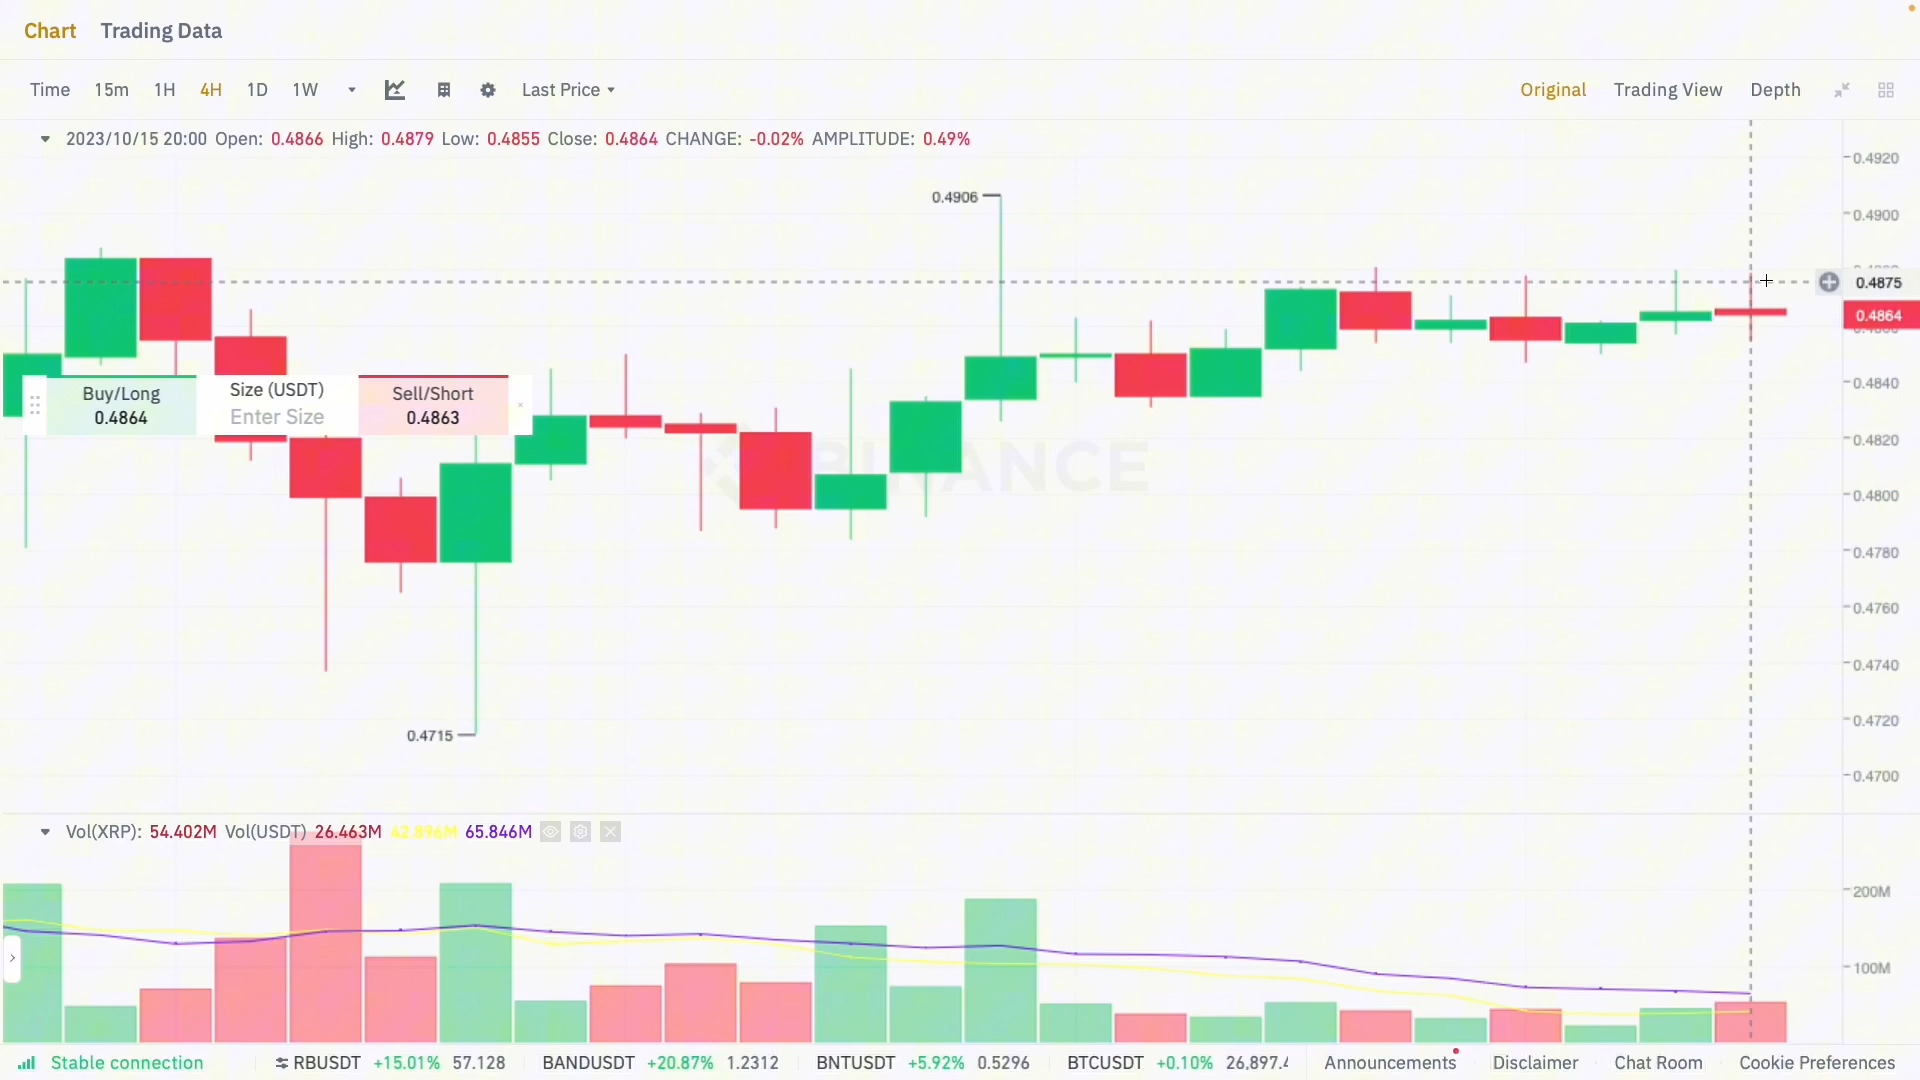 Chart Trading Data
Time 15m 1H 4H 1D 1W Last Price Original Trading View Depth
2023/10/15 20:00 Open: 0.4866 High: 0.4879 Low: 0.4855 Close: 0.4864 CHANGE: -0.02% AMPLITUDE: 0.49%
0.4920
0.4906
0.4900
0.4875
0.4864
0.4840
Buy/Long Size (USDT) Sell/Short
0.4864 Enter Size 0.4863
0.4820
BINANCE
0.4800
0.4780
0.4760
0.4740
0.4720
0.4715
0.4700
Vol(XRP): 54.402M Vol(USDT) 26.463M 42.896M 65.846M
200M
100M
Stable connection RBUSDT +15.01% 57.128 BANDUSDT +20.87% 1.2312 BNTUSDT +5.92% 0.5296 BTCUSDT +0.10% 26,897.4 Announcements Disclaimer Chat Room Cookie Preferences